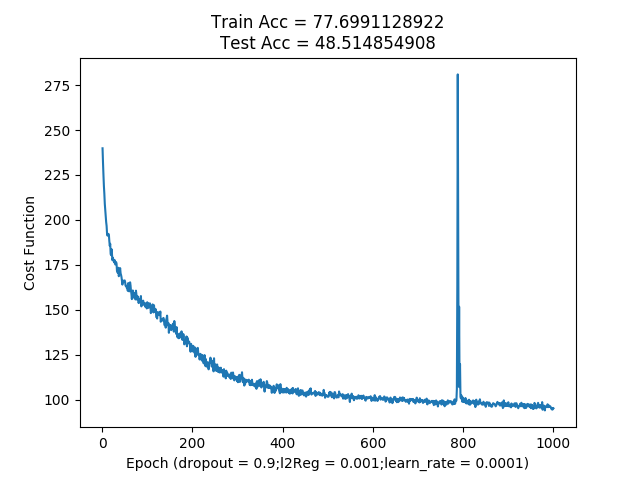 Train Acc = 77.6991128922
Test Acc = 48.514854908
275
250
225
200
175
150
125
100
Cost Function
0 200 400 600 800 1000
Epoch (dropout = 0.9;l2Reg = 0.001;learn_rate = 0.0001)